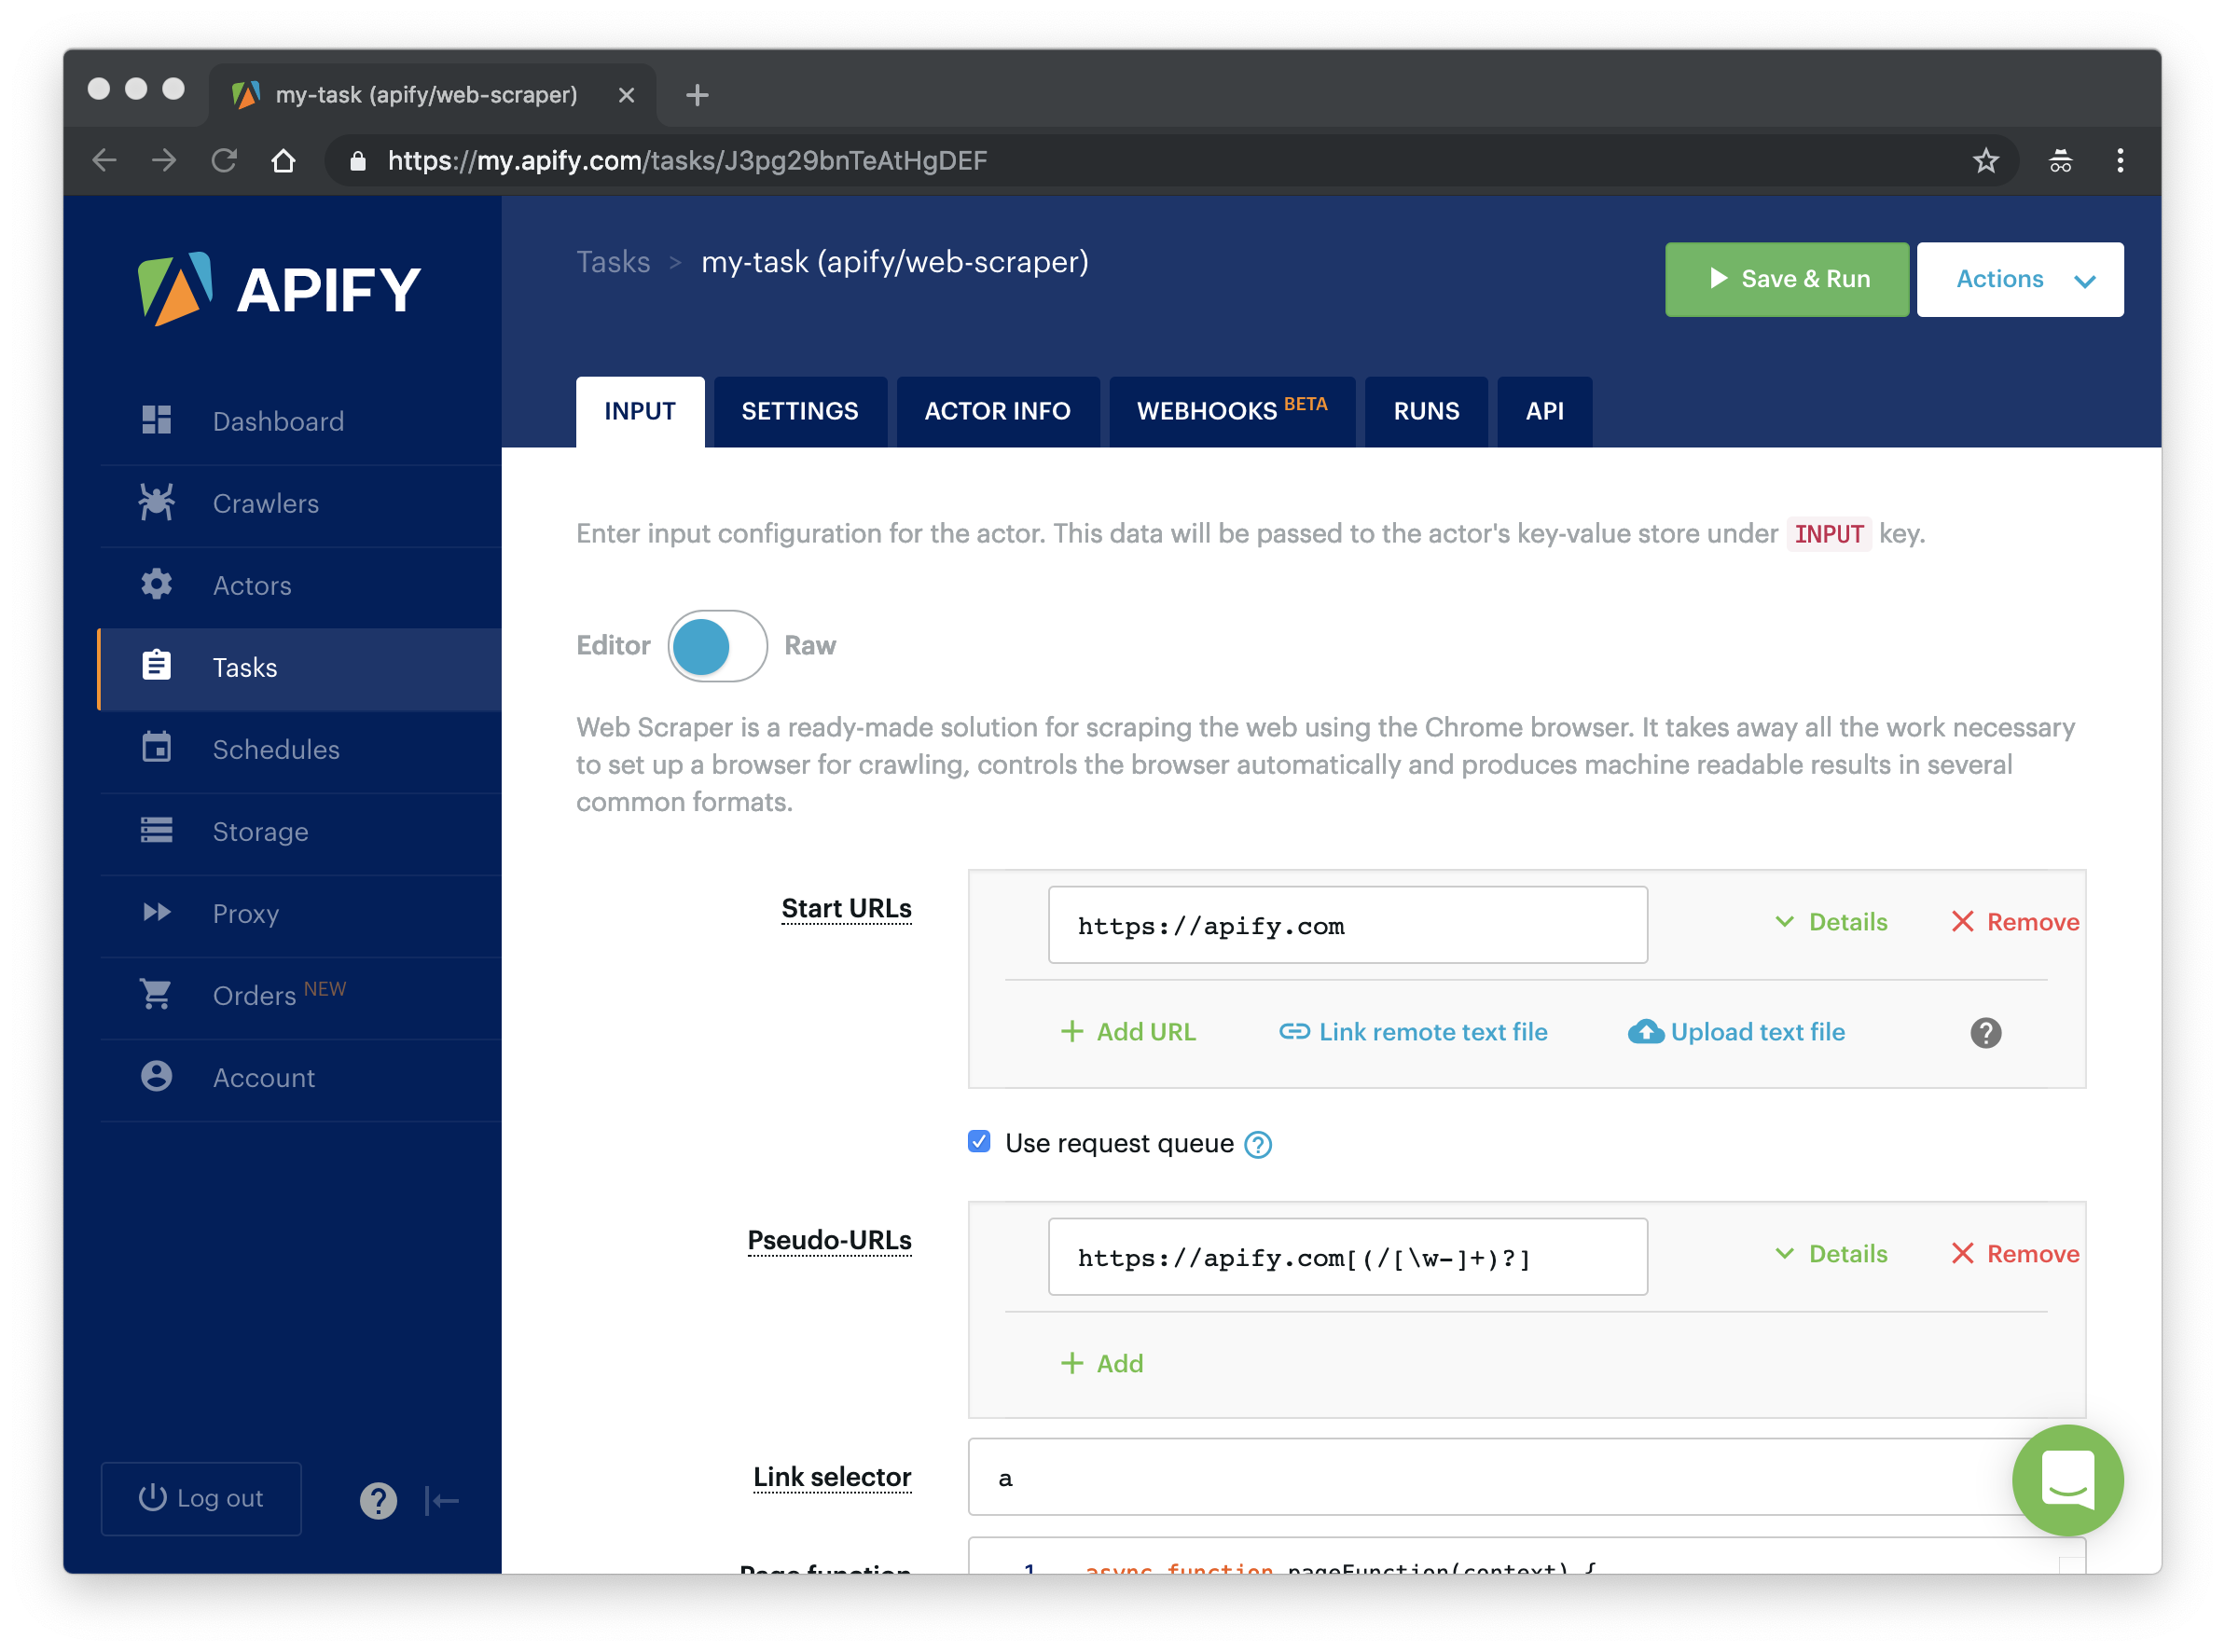 my-task (apify/web-scraper)
https://my.apify.com/tasks/J3pg29bnTeAtHgDEF
APIFY
Dashboard
Crawlers
Actors
Tasks
Schedules
Storage
Proxy
Orders NEW
Account
Log out
Tasks > my-task (apify/web-scraper)
Save & Run
Actions
INPUT
SETTINGS
ACTOR INFO
WEBHOOKS BETA
RUNS
API
Enter input configuration for the actor. This data will be passed to the actor's key-value store under INPUT key.
Editor
Raw
Web Scraper is a ready-made solution for scraping the web using the Chrome browser. It takes away all the work necessary
to set up a browser for crawling, controls the browser automatically and produces machine readable results in several
common formats.
Start URLs
https://apify.com
Details
Remove
Add URL
Link remote text file
Upload text file
Use request queue
Pseudo-URLs
https://apify.com[(/[\w-]+)?]
Details
Remove
Add
Link selector
a
Page function
1 async function pageFunction(context) {